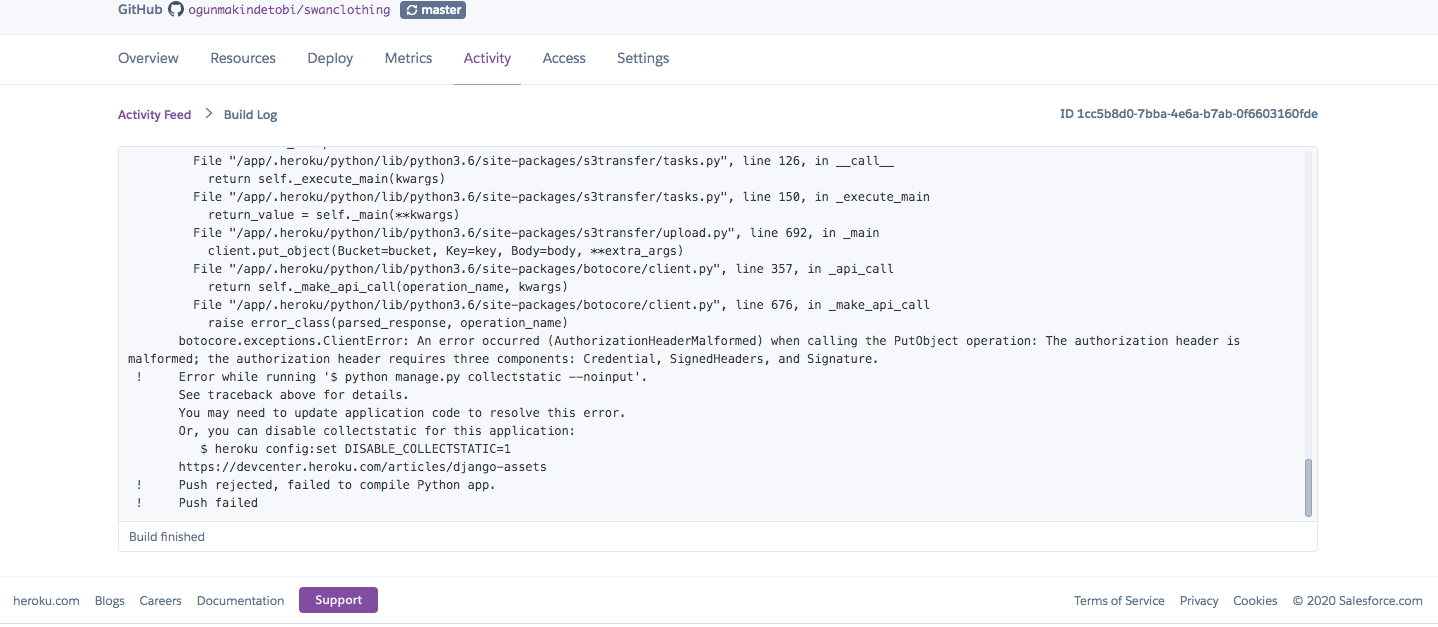 GitHub ogunmakindetobi/swanclothing master
Overview Resources Deploy Metrics Activity Access Settings
Activity Feed > Build Log ID 1cc5b8d0-7bba-4e6a-b7ab-0f6603160fde
File "/app/.heroku/python/lib/python3.6/site-packages/s3transfer/tasks.py", line 126, in __call__
return self._execute_main(kwargs)
File "/app/.heroku/python/lib/python3.6/site-packages/s3transfer/tasks.py", line 150, in _execute_main
return_value = self._main(**kwargs)
File "/app/.heroku/python/lib/python3.6/site-packages/s3transfer/upload.py", line 692, in _main
client.put_object(Bucket=bucket, Key=key, Body=body, **extra_args)
File "/app/.heroku/python/lib/python3.6/site-packages/botocore/client.py", line 357, in _api_call
return self._make_api_call(operation_name, kwargs)
File "/app/.heroku/python/lib/python3.6/site-packages/botocore/client.py", line 676, in _make_api_call
raise error_class(parsed_response, operation_name)
botocore.exceptions.ClientError: An error occurred (AuthorizationHeaderMalformed) when calling the PutObject operation: The authorization header is
malformed; the authorization header requires three components: Credential, SignedHeaders, and Signature.
! Error while running '$ python manage.py collectstatic --noinput'.
See traceback above for details.
You may need to update application code to resolve this error.
Or, you can disable collectstatic for this application:
$ heroku config:set DISABLE_COLLECTSTATIC=1
https://devcenter.heroku.com/articles/django-assets
! Push rejected, failed to compile Python app.
! Push failed
Build finished
heroku.com Blogs Careers Documentation Support Terms of Service Privacy Cookies © 2020 Salesforce.com